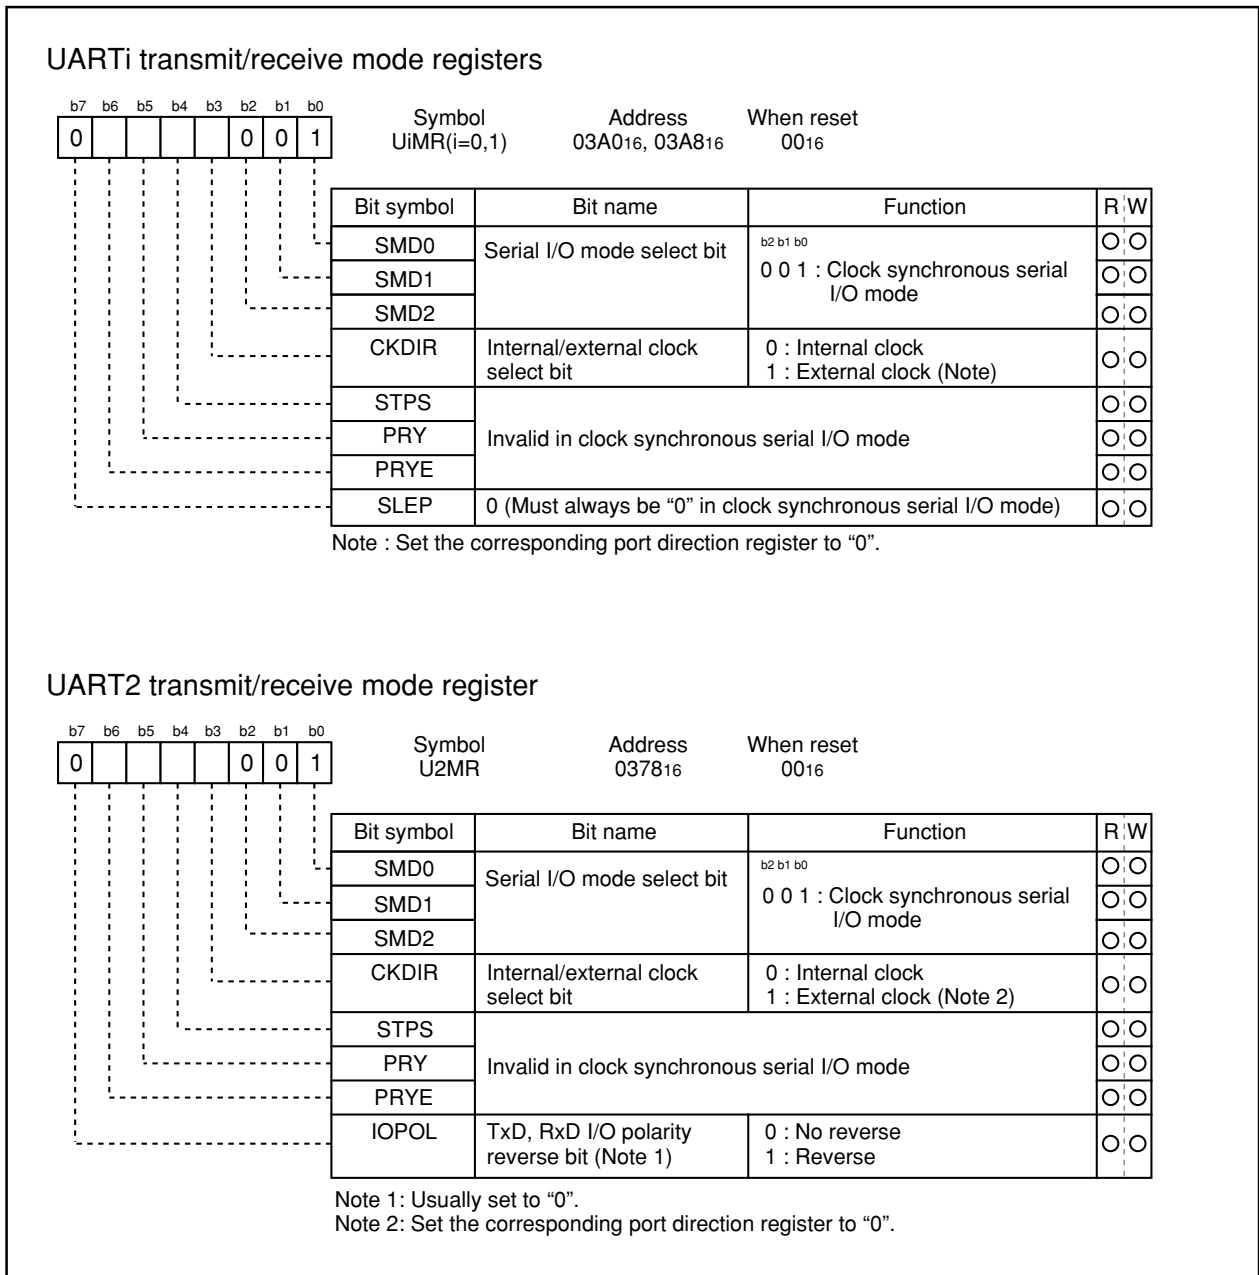 UARTi transmit/receive mode registers
b7 b6 b5 b4 b3 b2 b1 b0
0 0 0 1
Symbol Address When reset
UiMR(i=0,1) 03A016, 03A816 0016
Bit symbol Bit name Function R W
SMD0 Serial I/O mode select bit b2 b1 b0
SMD1 0 0 1 : Clock synchronous serial
I/O mode
SMD2
CKDIR Internal/external clock 0 : Internal clock
select bit 1 : External clock (Note)
STPS
PRY Invalid in clock synchronous serial I/O mode
PRYE
SLEP 0 (Must always be “0” in clock synchronous serial I/O mode)
Note : Set the corresponding port direction register to “0”.
UART2 transmit/receive mode register
b7 b6 b5 b4 b3 b2 b1 b0
0 0 0 1
Symbol Address When reset
U2MR 037816 0016
Bit symbol Bit name Function R W
SMD0 Serial I/O mode select bit b2 b1 b0
SMD1 0 0 1 : Clock synchronous serial
I/O mode
SMD2
CKDIR Internal/external clock 0 : Internal clock
select bit 1 : External clock (Note 2)
STPS
PRY Invalid in clock synchronous serial I/O mode
PRYE
IOPOL TxD, RxD I/O polarity 0 : No reverse
reverse bit (Note 1) 1 : Reverse
Note 1: Usually set to “0”.
Note 2: Set the corresponding port direction register to “0”.